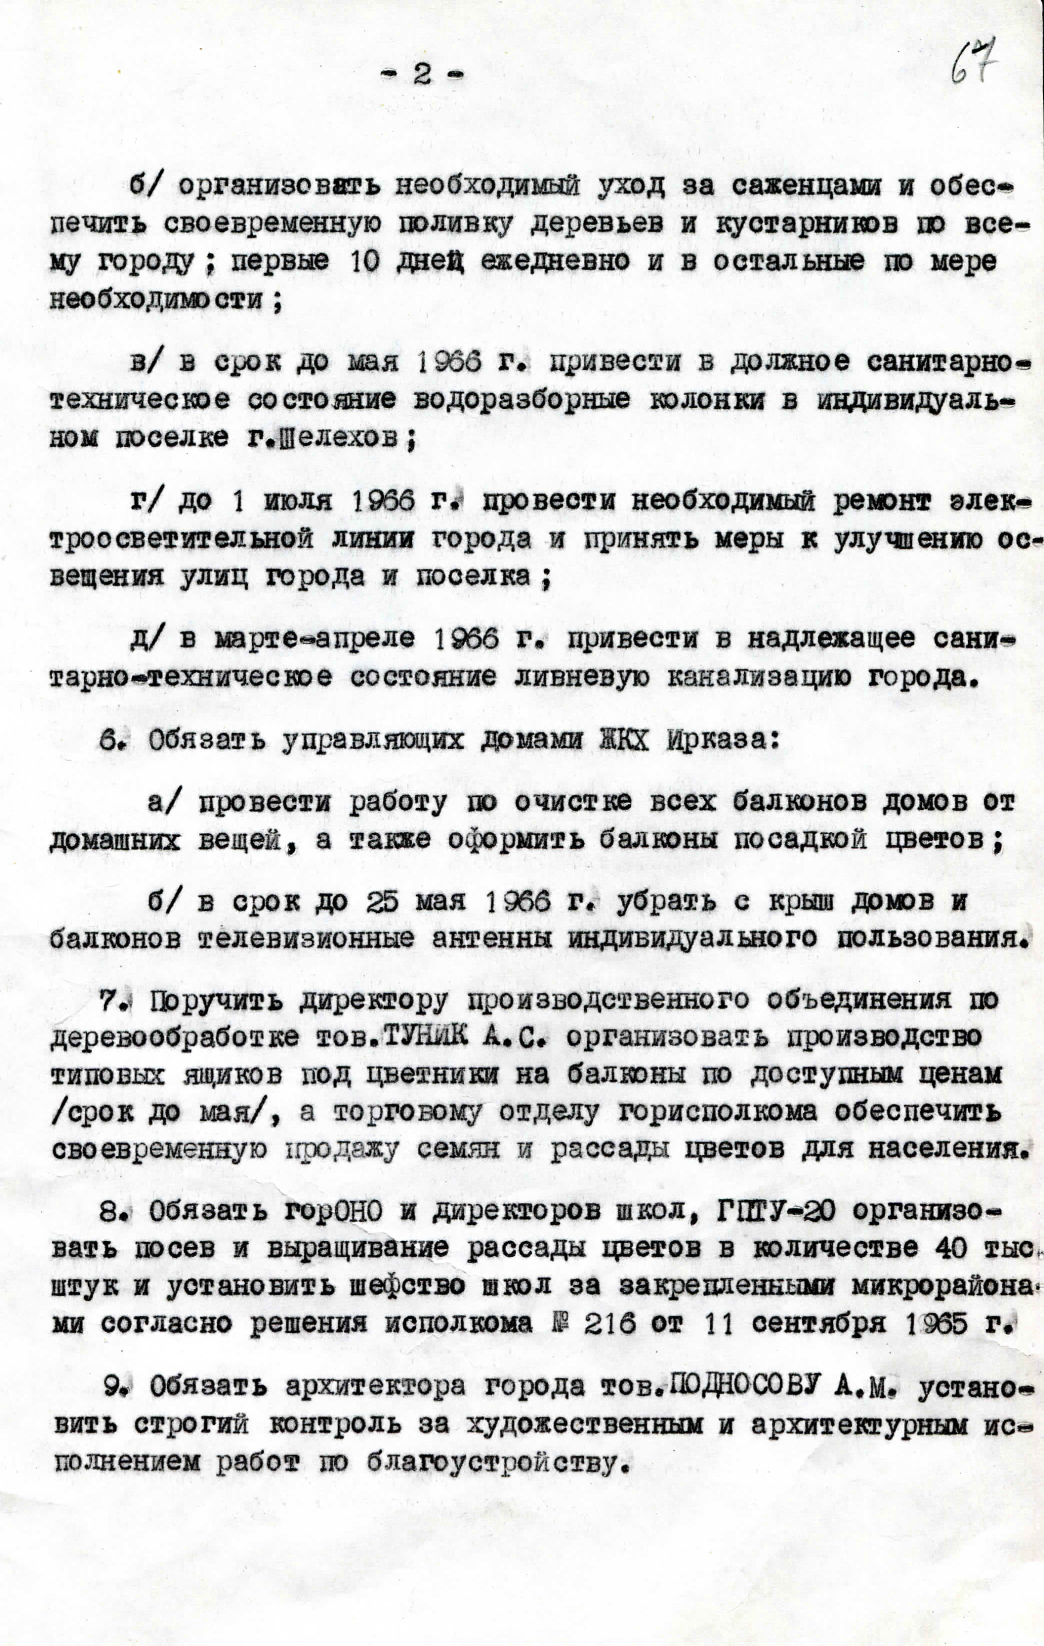 - 2 -
67
б/ организовать необходимый уход за саженцами и обес-
печить своевременную поливку деревьев и кустарников по все-
му городу; первые 10 дней ежедневно и в остальные по мере
необходимости;
в/ в срок до мая 1966 г. привести в должное санитарно-
техническое состояние водоразборные колонки в индивидуаль-
ном поселке г.Шелехов;
г/ до 1 июля 1966 г. провести необходимый ремонт элек-
троосветительной линии города и принять меры к улучшению ос-
вещения улиц города и поселка;
д/ в марте-апреле 1966 г. привести в надлежащее сани-
тарно-техническое состояние ливневую канализацию города.
6. Обязать управляющих домами ЖКХ Ирказа:
а/ провести работу по очистке всех балконов домов от
домашних вещей, а также оформить балконы посадкой цветов;
б/ в срок до 25 мая 1966 г. убрать с крыш домов и
балконов телевизионные антенны индивидуального пользования.
7. Поручить директору производственного объединения по
деревообработке тов.ТУНИК А.С. организовать производство
типовых ящиков под цветники на балконы по доступным ценам
/срок до мая/, а торговому отделу горисполкома обеспечить
своевременную продажу семян и рассады цветов для населения.
8. Обязать горОНО и директоров школ, ГПТУ-20 организо-
вать посев и выращивание рассады цветов в количестве 40 тыс.
штук и установить шефство школ за закрепленными микрорайона-
ми согласно решения исполкома № 216 от 11 сентября 1965 г.
9. Обязать архитектора города тов.ПОДНОСОВУ А.М. устано-
вить строгий контроль за художественным и архитектурным ис-
полнением работ по благоустройству.